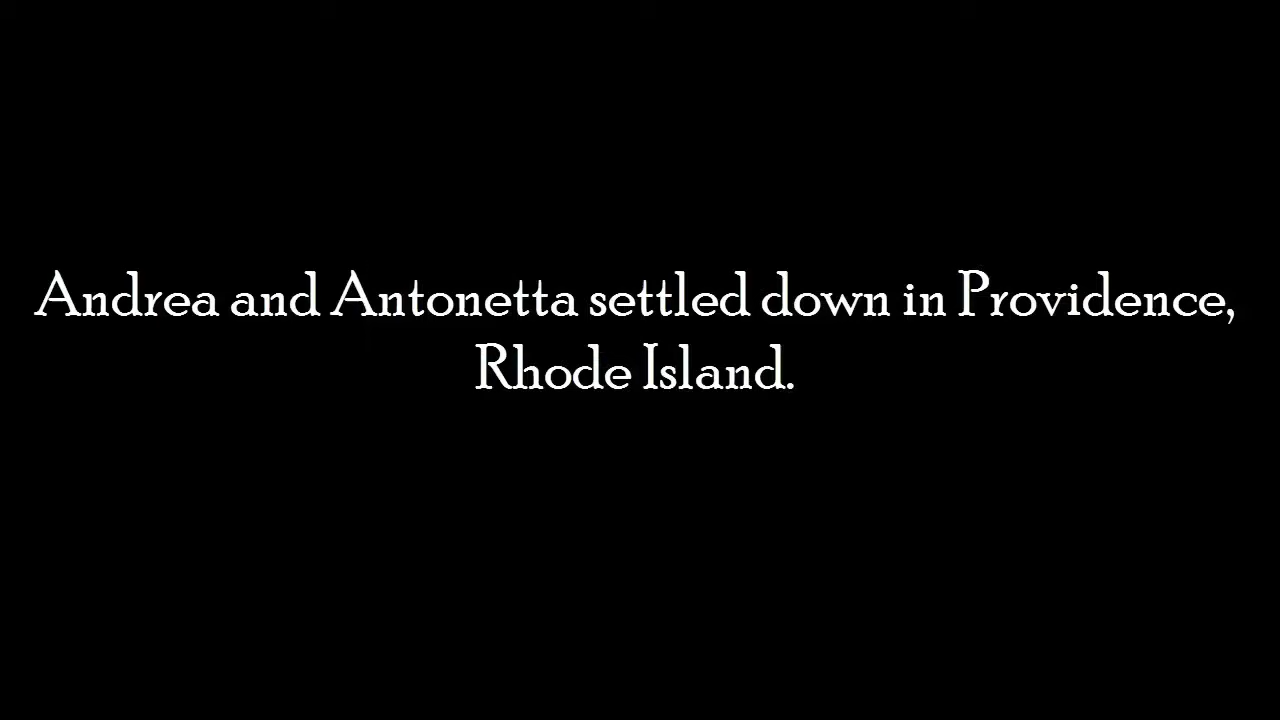 Andrea and Antonetta settled down in Providence,
Rhode Island.